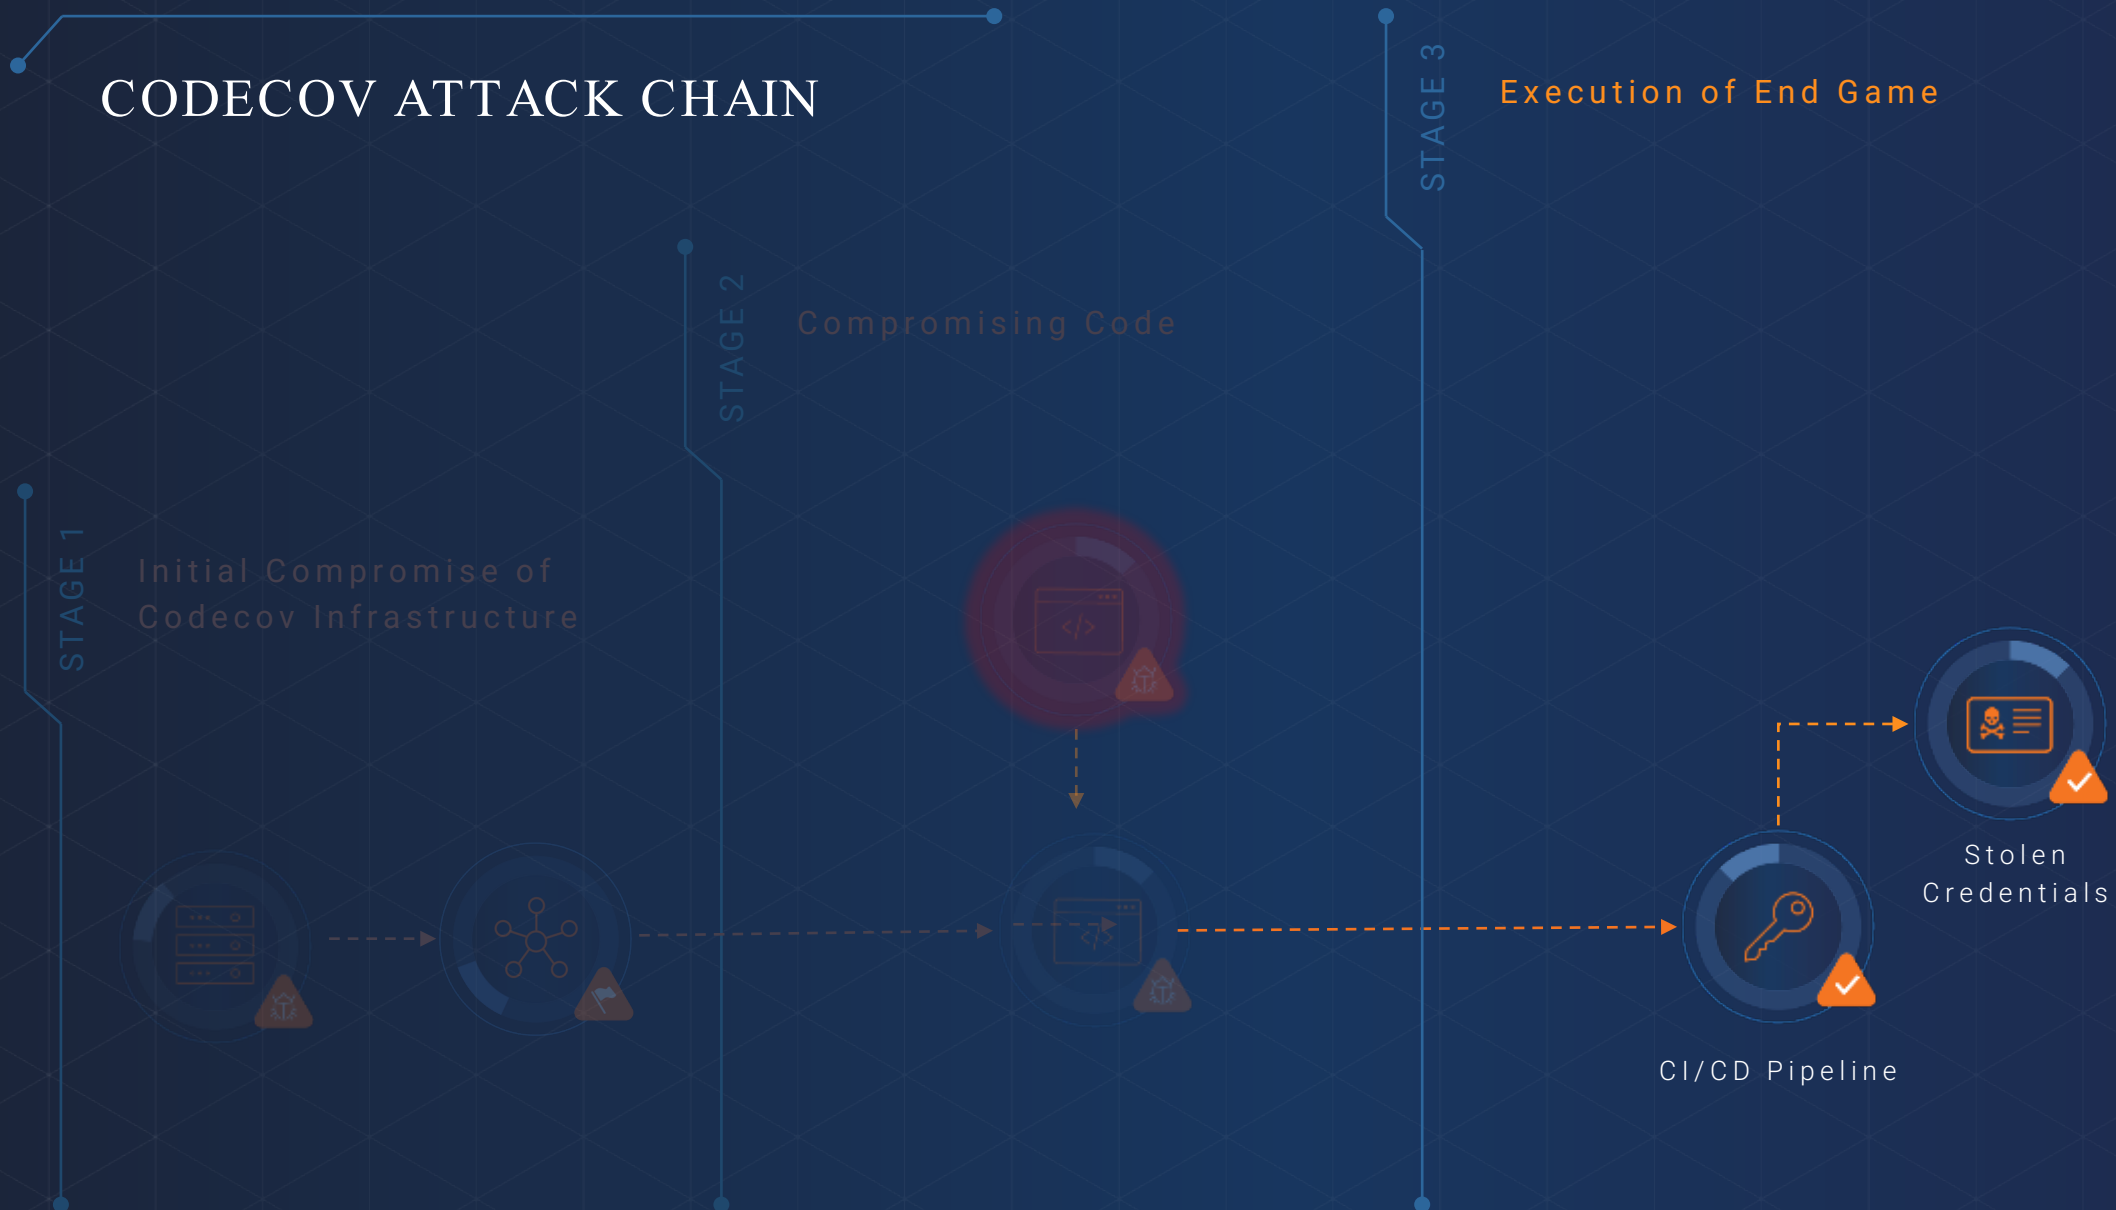 CODECOV ATTACK CHAIN
STAGE 1
Initial Compromise of
Codecov Infrastructure
STAGE 2
Compromising Code
STAGE 3
Execution of End Game
CI/CD Pipeline
Stolen
Credentials